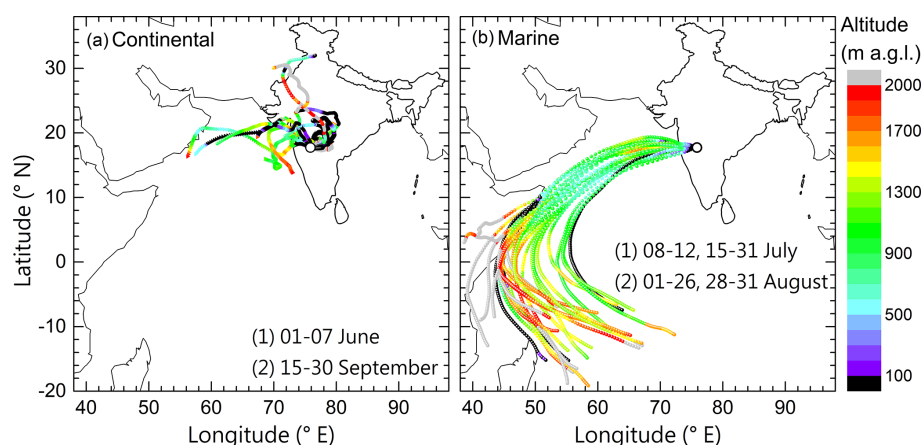 (a) Continental
(b) Marine
Altitude
(m a.g.l.)
30
20
10
0
-10
-20
Latitude (° N)
(1) 01-07 June
(2) 15-30 September
(1) 08-12, 15-31 July
(2) 01-26, 28-31 August
2000
1700
1300
900
500
100
40 50 60 70 80 90
40 50 60 70 80 90
Longitude (° E)
Longitude (° E)